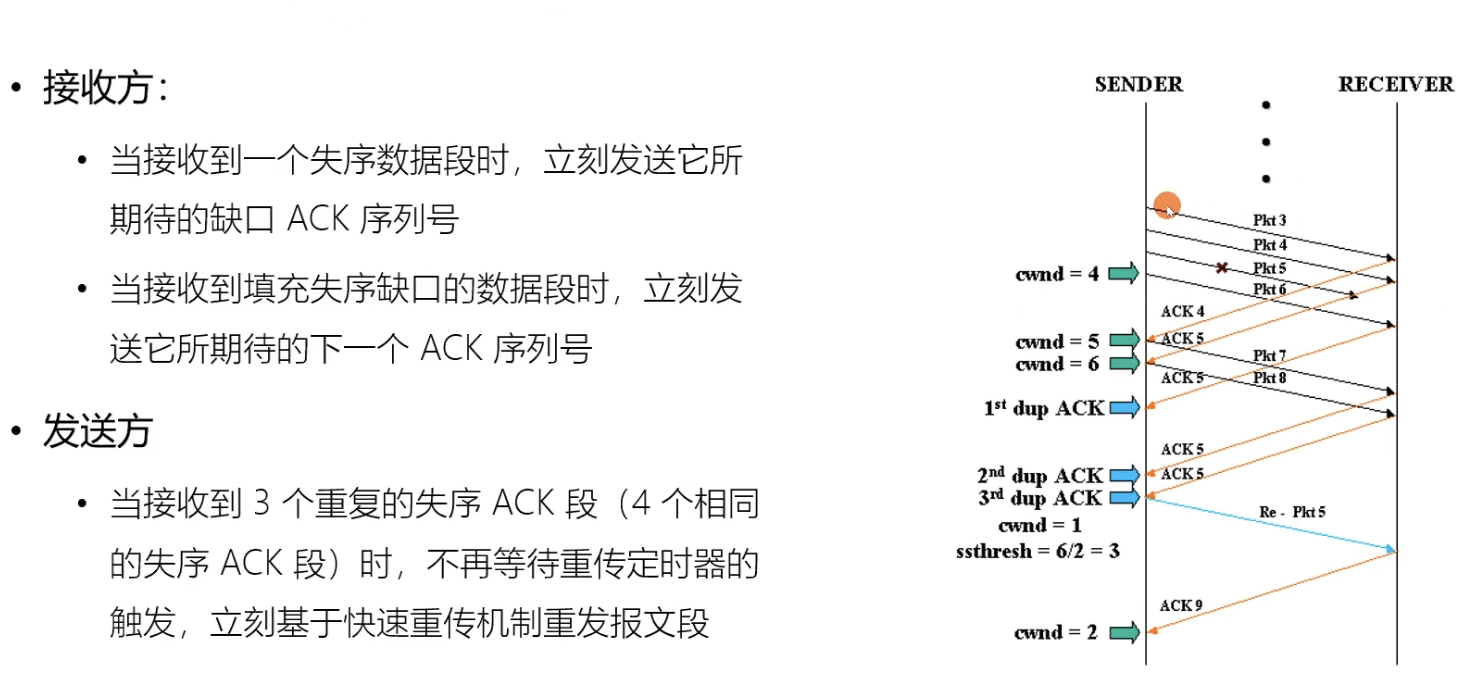 • 接收方：
• 当接收到一个失序数据段时，立刻发送它所
期待的缺口 ACK 序列号
• 当接收到填充失序缺口的数据段时，立刻发
送它所期待的下一个 ACK 序列号
• 发送方
• 当接收到 3 个重复的失序 ACK 段（4 个相同
的失序 ACK 段）时，不再等待重传定时器的
触发，立刻基于快速重传机制重发报文段
SENDER
RECEIVER
Pkt 3
Pkt 4
Pkt 5
cwnd = 4
Pkt 6
ACK 4
cwnd = 5
ACK 5
Pkt 7
cwnd = 6
ACK 5
Pkt 8
1st dup ACK
ACK 5
2nd dup ACK
ACK 5
3rd dup ACK
Re - Pkt 5
cwnd = 1
ssthresh = 6/2 = 3
ACK 9
cwnd = 2